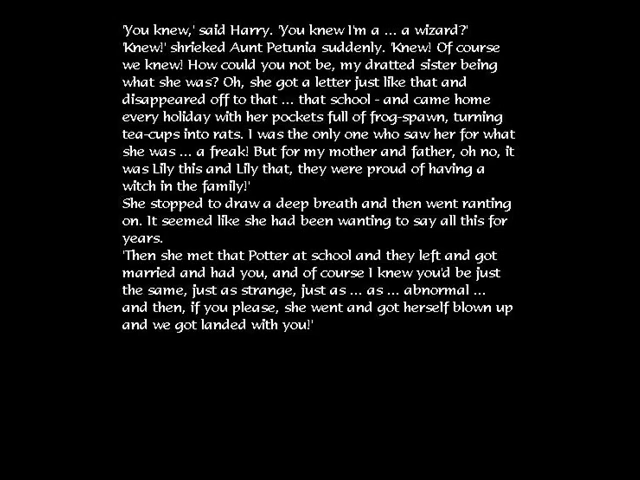 'You knew,' said Harry. 'You knew I'm a ... a wizard?'
'Knew!' shrieked Aunt Petunia suddenly. 'Knew! Of course
we knew! How could you not be, my dratted sister being
what she was? Oh, she got a letter just like that and
disappeared off to that ... that school - and came home
every holiday with her pockets full of frog-spawn, turning
tea-cups into rats. I was the only one who saw her for what
she was ... a freak! But for my mother and father, oh no, it
was Lily this and Lily that, they were proud of having a
witch in the family!'
She stopped to draw a deep breath and then went ranting
on. It seemed like she had been wanting to say all this for
years.
'Then she met that Potter at school and they left and got
married and had you, and of course I knew you'd be just
the same, just as strange, just as ... as ... abnormal ...
and then, if you please, she went and got herself blown up
and we got landed with you!'